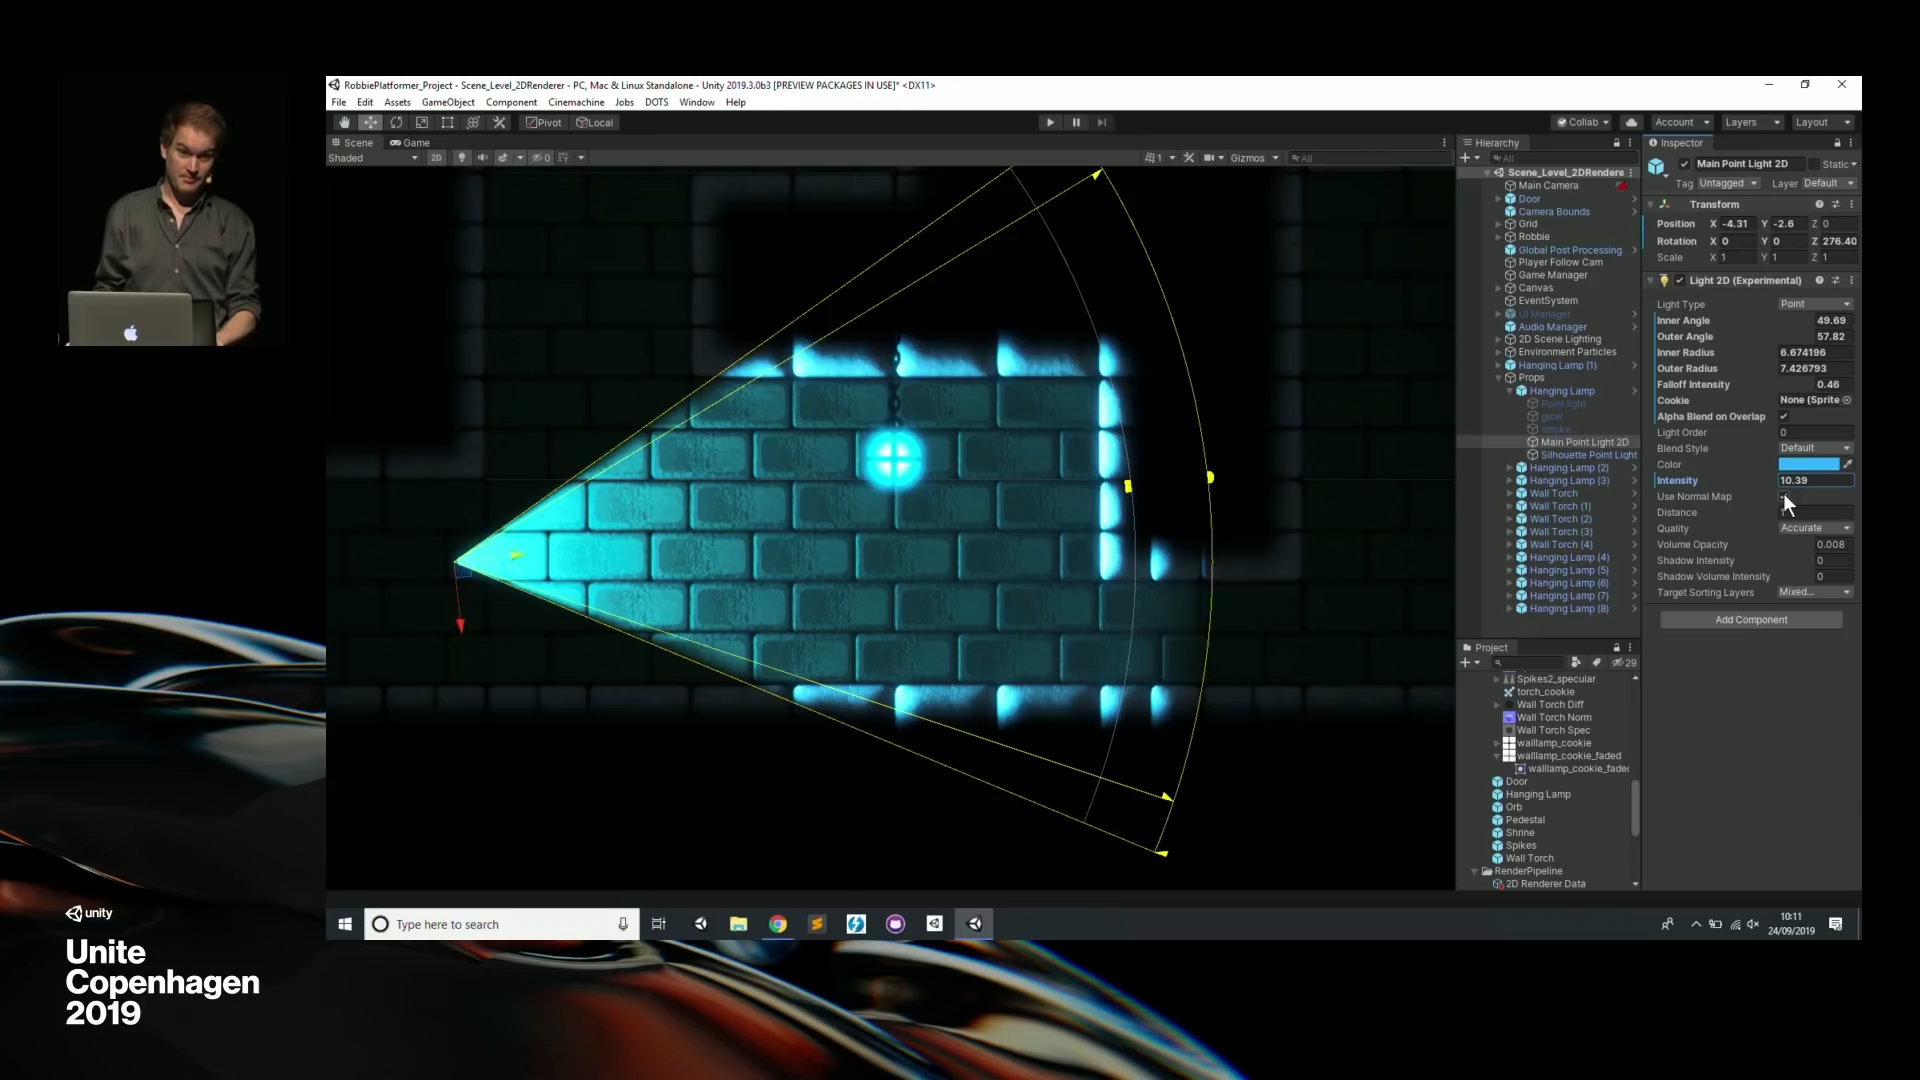 RobbiePlatformer_Project - Scene_Level_2DRenderer - PC, Mac & Linux Standalone - Unity 2019.3.0b3 [PREVIEW PACKAGES IN USE]* <DX11>
File Edit Assets GameObject Component Cinemachine Jobs DOTS Window Help
Pivot Local Collab Account Layers Layout
Scene Game
Shaded 2D 0 1 Gizmos All
Hierarchy
All
Scene_Level_2DRendere
Main Camera
Door
Camera Bounds
Grid
Robbie
Global Post Processing
Player Follow Cam
Game Manager
Canvas
EventSystem
UI Manager
Audio Manager
2D Scene Lighting
Environment Particles
Hanging Lamp (1)
Props
Hanging Lamp
Point light
glow
smoke
Main Point Light 2D
Silhouette Point Light
Hanging Lamp (2)
Hanging Lamp (3)
Wall Torch
Wall Torch (1)
Wall Torch (2)
Wall Torch (3)
Wall Torch (4)
Hanging Lamp (4)
Hanging Lamp (5)
Hanging Lamp (6)
Hanging Lamp (7)
Hanging Lamp (8)
Project
29
Spikes2_specular
torch_cookie
Wall Torch Diff
Wall Torch Norm
Wall Torch Spec
walllamp_cookie
walllamp_cookie_faded
walllamp_cookie_faded
Door
Hanging Lamp
Orb
Pedestal
Shrine
Spikes
Wall Torch
RenderPipeline
2D Renderer Data
Inspector
Main Point Light 2D Static
Tag Untagged Layer Default
Transform
Position X -4.31 Y -2.6 Z 0
Rotation X 0 Y 0 Z 276.40
Scale X 1 Y 1 Z 1
Light 2D (Experimental)
Light Type Point
Inner Angle 49.69
Outer Angle 57.82
Inner Radius 6.674196
Outer Radius 7.426793
Falloff Intensity 0.46
Cookie None (Sprite
Alpha Blend on Overlap
Light Order 0
Blend Style Default
Color
Intensity 10.39
Use Normal Map
Distance
Quality Accurate
Volume Opacity 0.008
Shadow Intensity 0
Shadow Volume Intensity 0
Target Sorting Layers Mixed...
Add Component
Type here to search
10:11
24/09/2019
unity
Unite
Copenhagen
2019